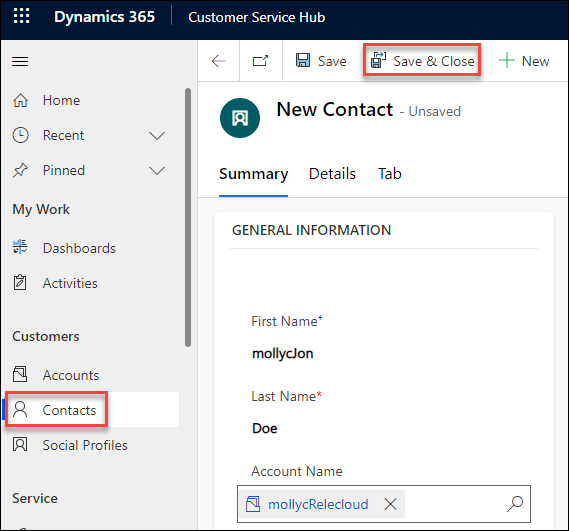 Dynamics 365 Customer Service Hub
Save Save & Close New
Home
Recent
Pinned
My Work
Dashboards
Activities
Customers
Accounts
Contacts
Social Profiles
Service
New Contact - Unsaved
Summary Details Tab
GENERAL INFORMATION
First Name+
mollycJon
Last Name*
Doe
Account Name
mollycRelecloud